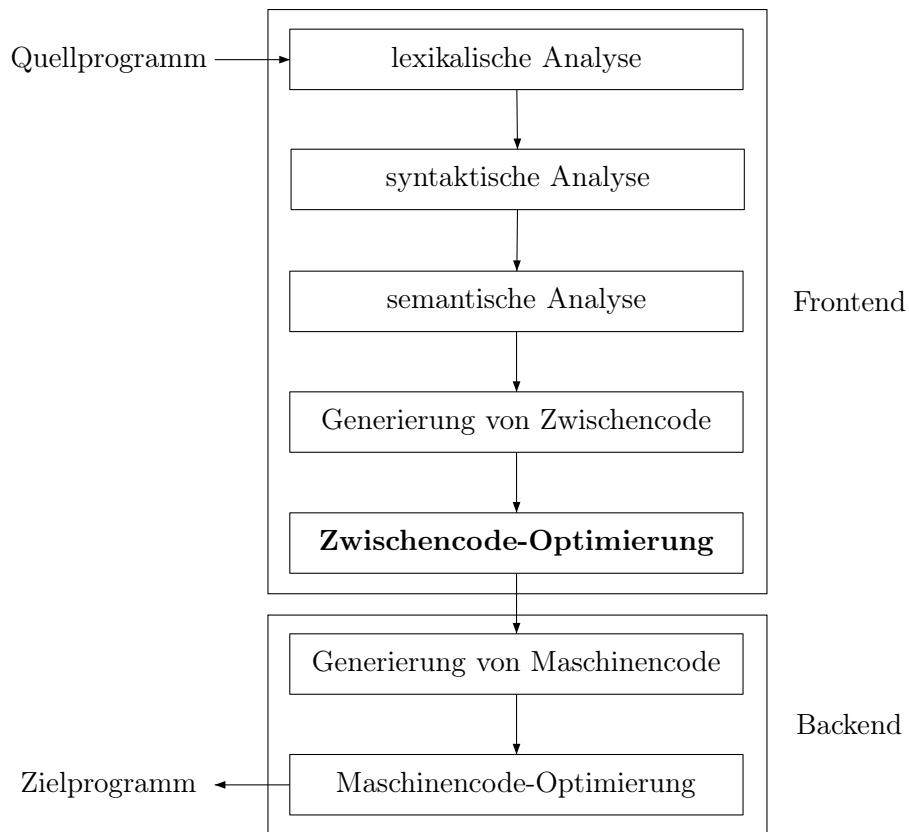 Quellprogramm
lexikalische Analyse
syntaktische Analyse
semantische Analyse
Frontend
Generierung von Zwischencode
Zwischencode-Optimierung
Generierung von Maschinencode
Backend
Zielprogramm
Maschinencode-Optimierung